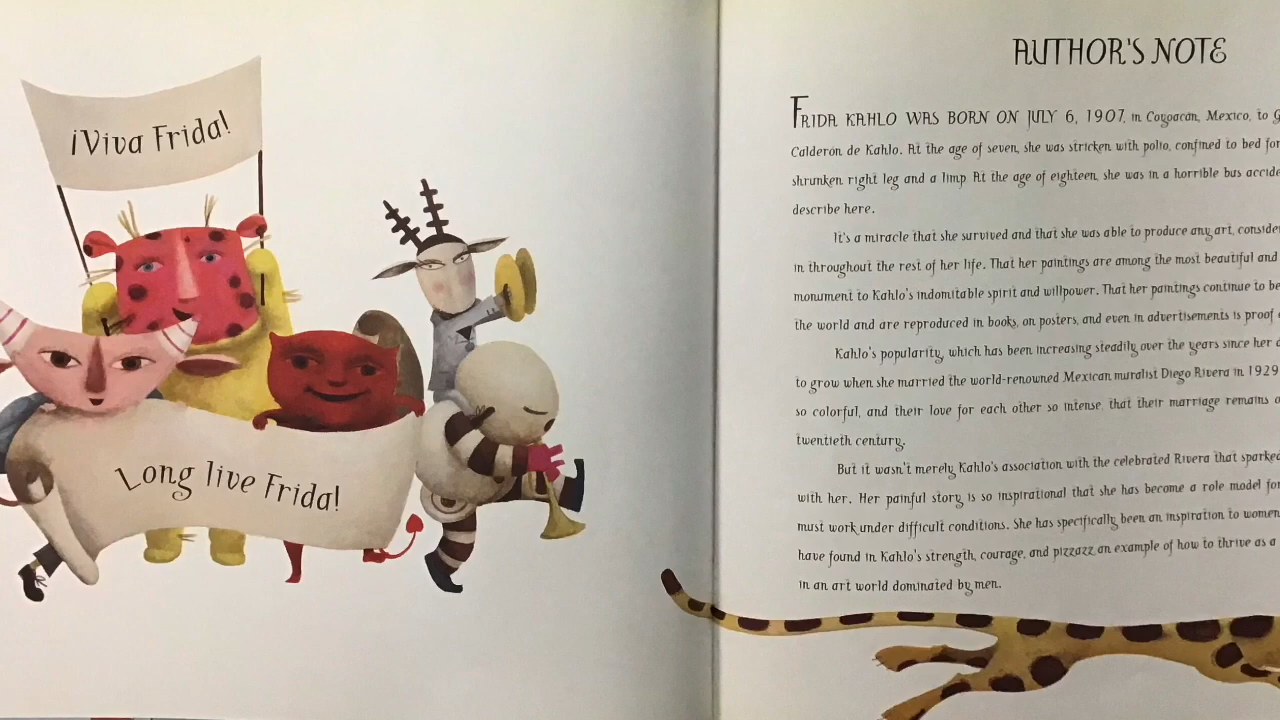 ¡Viva Frida!
Long live Frida!
AUTHOR'S NOTE
FRIDA KAHLO WAS BORN ON JULY 6, 1907, in Coyoacán, Mexico, to
Calderón de Kahlo. At the age of seven, she was stricken with polio, confined to bed for
shrunken right leg and a limp. At the age of eighteen, she was in a horrible bus
describe here.
It's a miracle that she survived and that she was able to produce any art,
in throughout the rest of her life. That her paintings are among the most beautiful and
monument to Kahlo's indomitable spirit and willpower. That her paintings continue to be
the world and are reproduced in books, on posters, and even in advertisements is proof
Kahlo's popularity, which has been increasing steadily over the years since her
to grow when she married the world-renowned Mexican muralist Diego Rivera in 1929
so colorful, and their love for each other so intense, that their marriage remains
twentieth century.
But it wasn't merely Kahlo's association with the celebrated Rivera that sparked
with her. Her painful story is so inspirational that she has become a role model for
must work under difficult conditions. She has specifically been an inspiration to women
have found in Kahlo's strength, courage, and pizzazz an example of how to thrive as a
in an art world dominated by men.